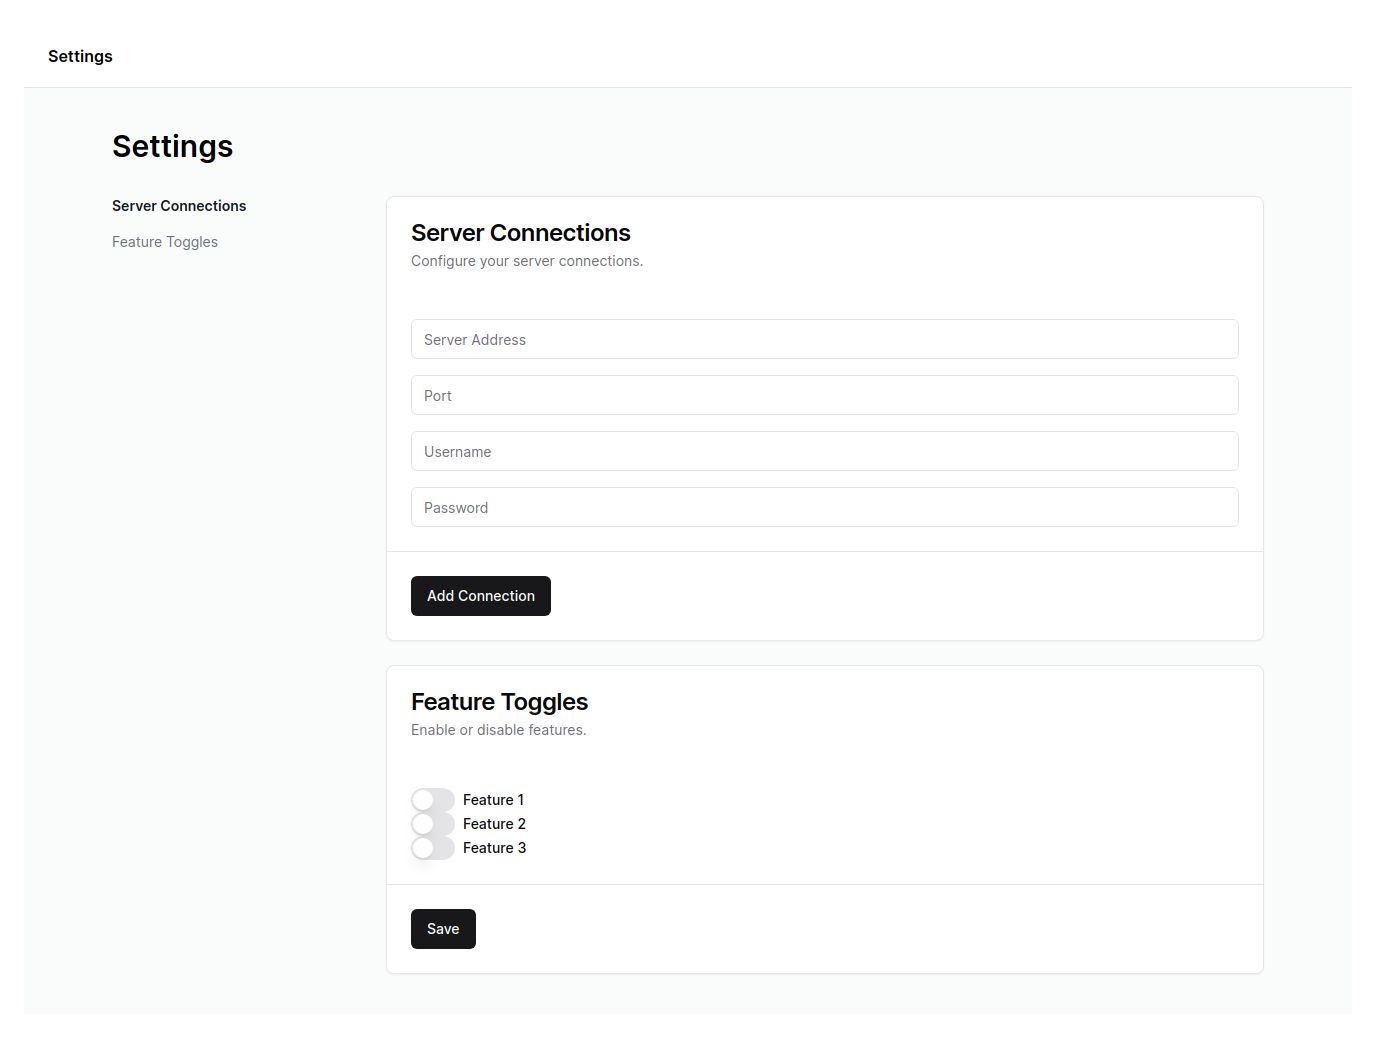 Settings
Settings
Server Connections
Feature Toggles
Server Connections
Configure your server connections.
Server Address
Port
Username
Password
Add Connection
Feature Toggles
Enable or disable features.
Feature 1
Feature 2
Feature 3
Save